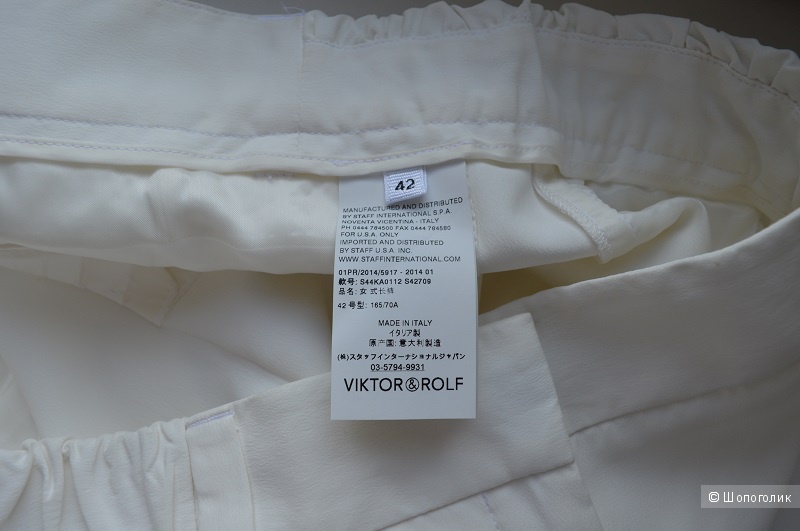 42
42
MANUFACTURED AND DISTRIBUTED
BY STAFF INTERNATIONAL S.P.A.
NOVENTA VICENTINA - ITALY
PH 0444 784500 FAX 0444 784580
FOR U.S.A. ONLY
IMPORTED AND DISTRIBUTED
BY STAFF U.S.A. INC.
WWW.STAFFINTERNATIONAL.COM
01PR/2014/5917 - 2014 01
款号: S44KA0112 S42709
品名: 女式长裤
42 号型: 165/70A
MADE IN ITALY
イタリア製
原产国: 意大利製造
(株)スタッフインターナショナルジャパン
03-5794-9931
VIKTOR&ROLF
© Шопоголик